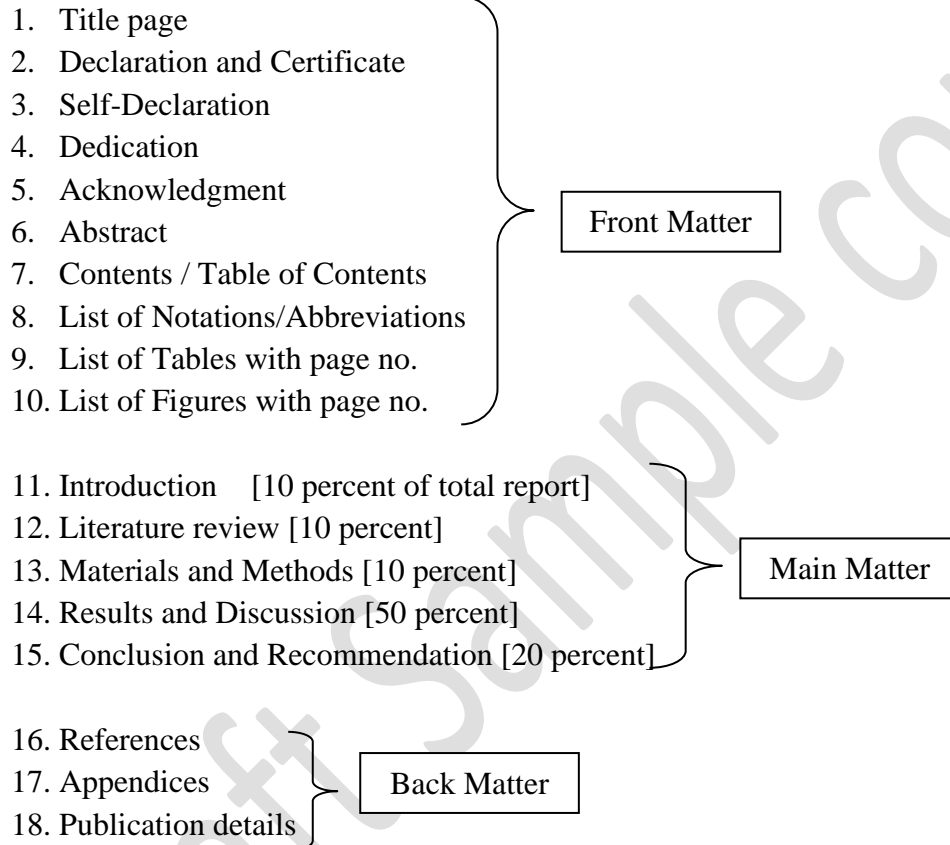 1. Title page
2. Declaration and Certificate
3. Self-Declaration
4. Dedication
5. Acknowledgment
6. Abstract
7. Contents / Table of Contents
8. List of Notations/Abbreviations
9. List of Tables with page no.
10. List of Figures with page no.
Front Matter
11. Introduction [10 percent of total report]
12. Literature review [10 percent]
13. Materials and Methods [10 percent]
14. Results and Discussion [50 percent]
15. Conclusion and Recommendation [20 percent]
Main Matter
16. References
17. Appendices
18. Publication details
Back Matter
Sample